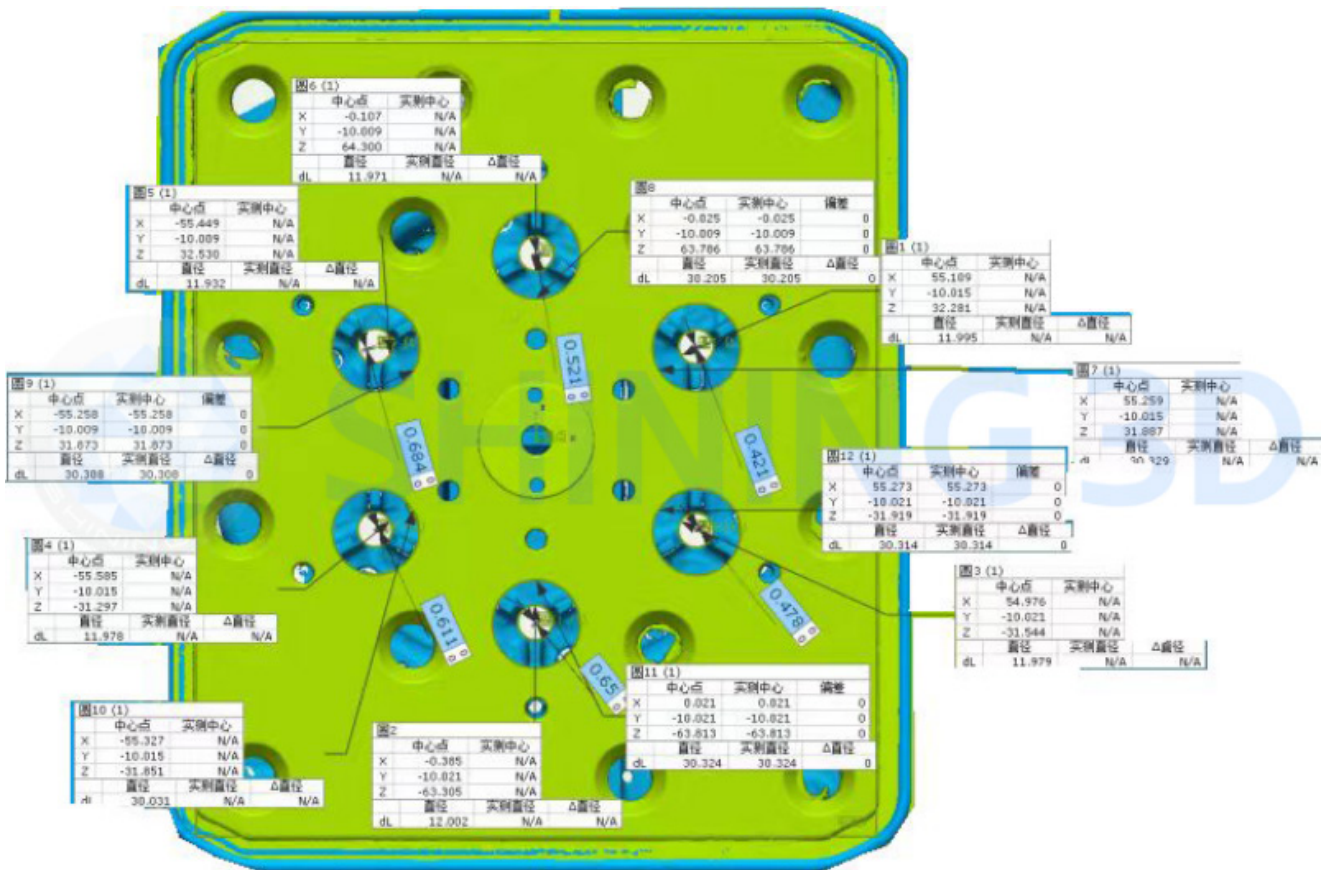 圆6 (1)
中心点 实测中心
X -0.107 N/A
Y -10.009 N/A
Z 64.300 N/A
直径 实测直径 Δ直径
dL 11.971 N/A N/A
圆5 (1)
中心点 实测中心
X -55.449 N/A
Y -10.009 N/A
Z 32.530 N/A
直径 实测直径 Δ直径
dL 11.932 N/A N/A
圆8
中心点 实测中心 偏差
X -0.025 -0.025 0
Y -10.009 -10.009 0
Z 63.786 63.786 0
直径 实测直径 Δ直径
dL 30.205 30.205 0
圆1 (1)
中心点 实测中心
X 55.109 N/A
Y -10.015 N/A
Z 32.281 N/A
直径 实测直径 Δ直径
dL 11.995 N/A N/A
圆9 (1)
中心点 实测中心 偏差
X -55.258 -55.258 0
Y -10.009 -10.009 0
Z 31.873 31.873 0
直径 实测直径 Δ直径
dL 30.308 30.308 0
圆7 (1)
中心点 实测中心
X 55.259 N/A
Y -10.015 N/A
Z 31.887 N/A
直径 实测直径 Δ直径
dL 30.329 N/A N/A
0.521
0.684
0.421
SHINING3D
圆12 (1)
中心点 实测中心 偏差
X 55.273 55.273 0
Y -10.021 -10.021 0
Z -31.919 -31.919 0
直径 实测直径 Δ直径
dL 30.314 30.314 0
圆4 (1)
中心点 实测中心
X -55.585 N/A
Y -10.015 N/A
Z -31.297 N/A
直径 实测直径 Δ直径
dL 11.978 N/A N/A
圆3 (1)
中心点 实测中心
X 54.976 N/A
Y -10.021 N/A
Z -31.544 N/A
直径 实测直径 Δ直径
dL 11.979 N/A N/A
0.611
0.478
0.65
圆11 (1)
中心点 实测中心 偏差
X 0.021 0.021 0
Y -10.021 -10.021 0
Z -63.813 -63.813 0
直径 实测直径 Δ直径
dL 30.324 30.324 0
圆10 (1)
中心点 实测中心
X -55.327 N/A
Y -10.015 N/A
Z -31.851 N/A
直径 实测直径 Δ直径
dL 30.031 N/A N/A
圆2
中心点 实测中心
X -0.385 N/A
Y -10.021 N/A
Z -63.305 N/A
直径 实测直径 Δ直径
dL 12.002 N/A N/A